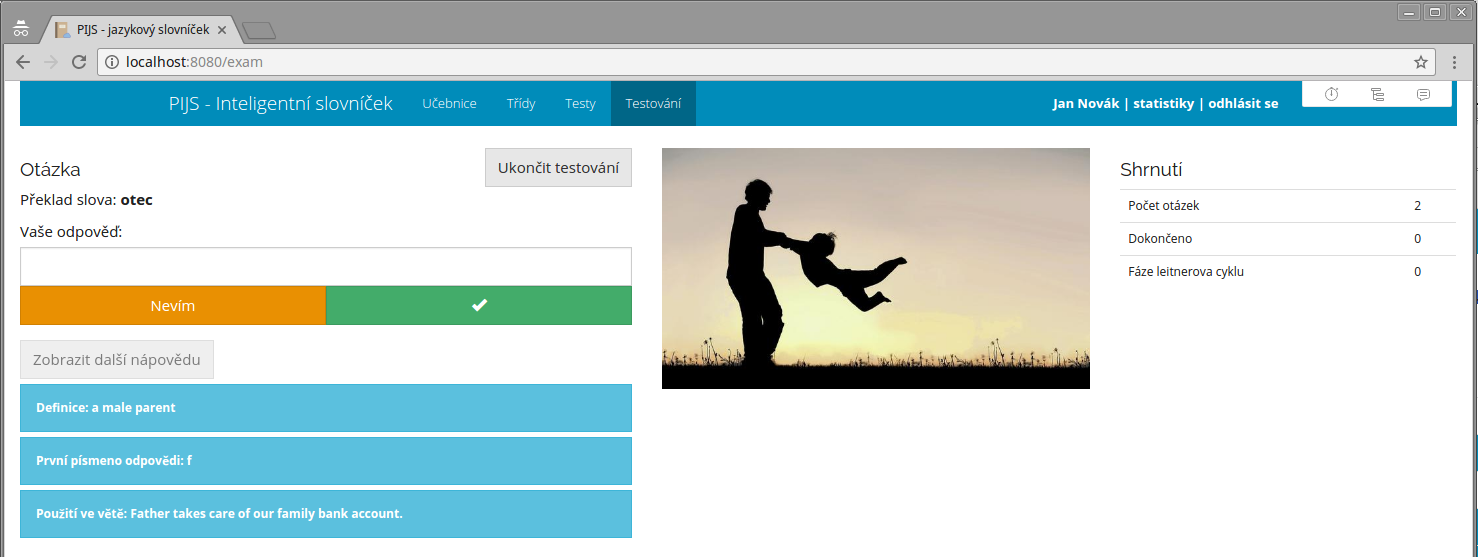 PIJS - jazykový slovníček
localhost:8080/exam
PIJS - Inteligentní slovníček Učebnice Třídy Testy Testování Jan Novák | statistiky | odhlásit se
Otázka
Ukončit testování
Překlad slova: otec
Vaše odpověď:
Nevím
Zobrazit další nápovědu
Definice: a male parent
První písmeno odpovědi: f
Použití ve větě: Father takes care of our family bank account.
Shrnutí
Počet otázek 2
Dokončeno 0
Fáze leitnerova cyklu 0